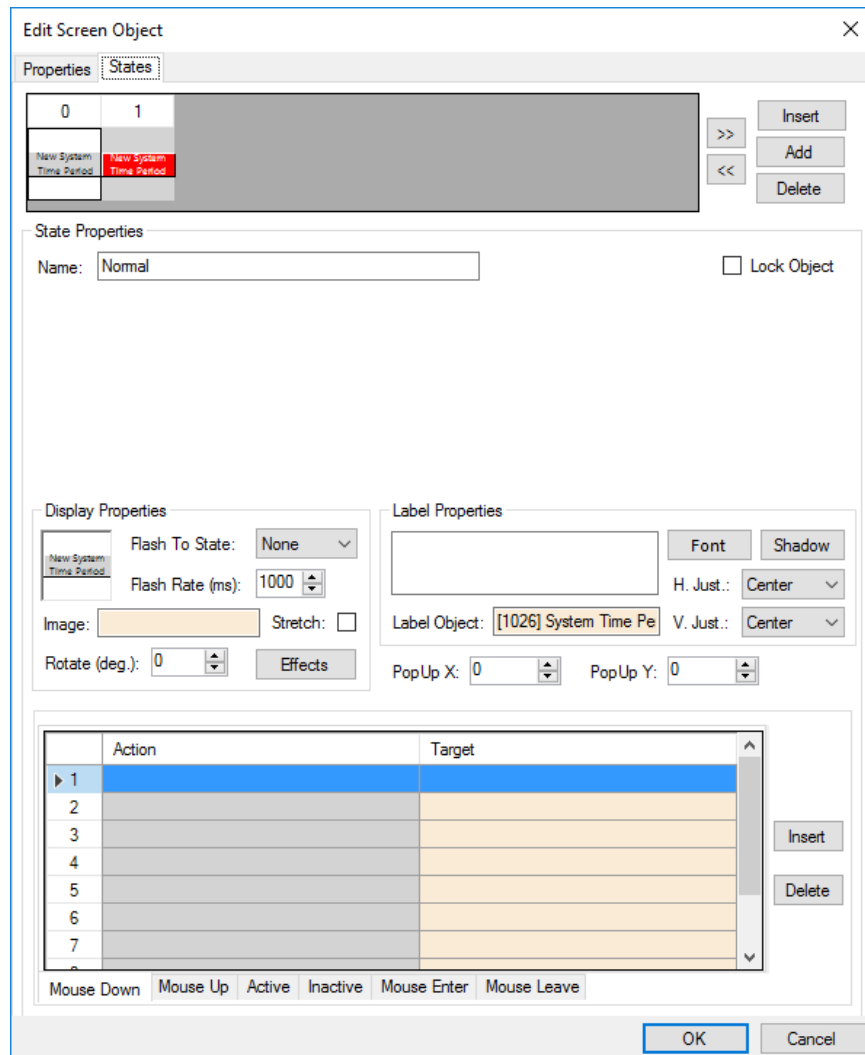 Edit Screen Object
Properties States
0 1
New System New System
Time Period Time Period
>>
<<
Insert
Add
Delete
State Properties
Name: Normal
Lock Object
Display Properties
New System
Time Period
Flash To State: None
Flash Rate (ms): 1000
Image:
Stretch:
Rotate (deg.): 0
Effects
Label Properties
Font Shadow
H. Just.: Center
Label Object: [1026] System Time Pe V. Just.: Center
PopUp X: 0 PopUp Y: 0
Action Target
1
2
3
4
5
6
7
Insert
Delete
Mouse Down Mouse Up Active Inactive Mouse Enter Mouse Leave
OK Cancel